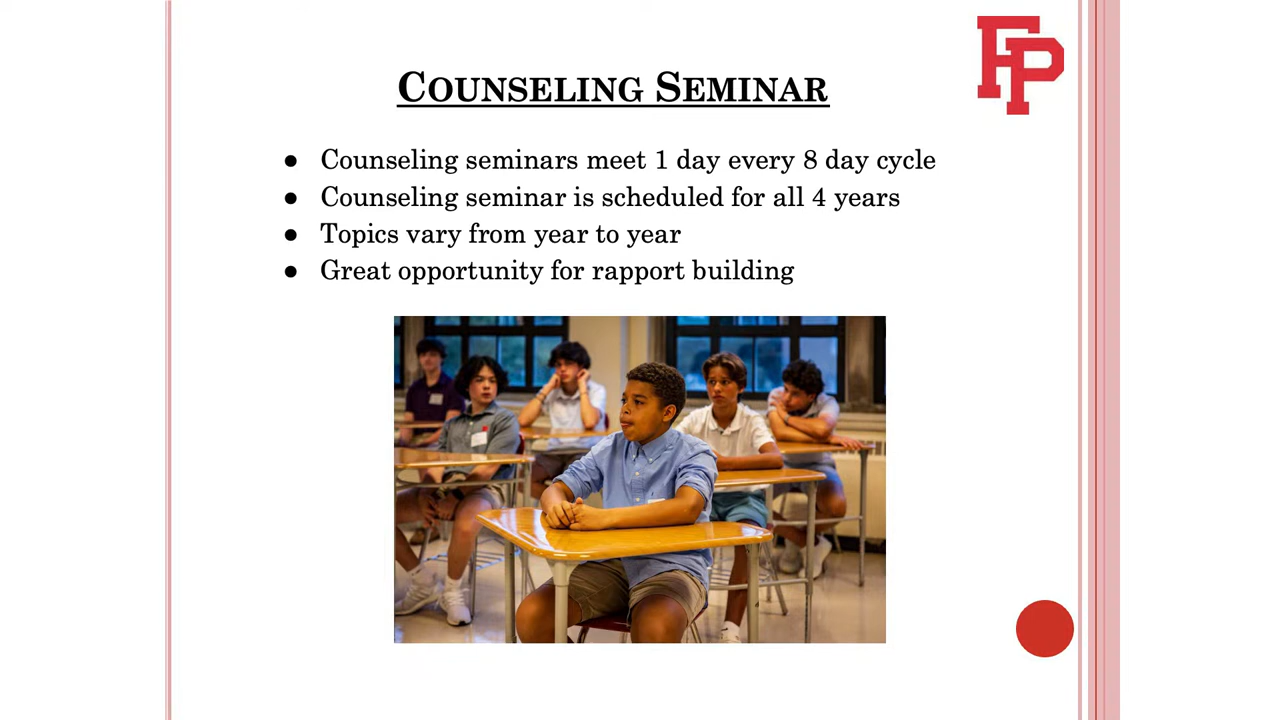 FP
COUNSELING SEMINAR
● Counseling seminars meet 1 day every 8 day cycle
● Counseling seminar is scheduled for all 4 years
● Topics vary from year to year
● Great opportunity for rapport building